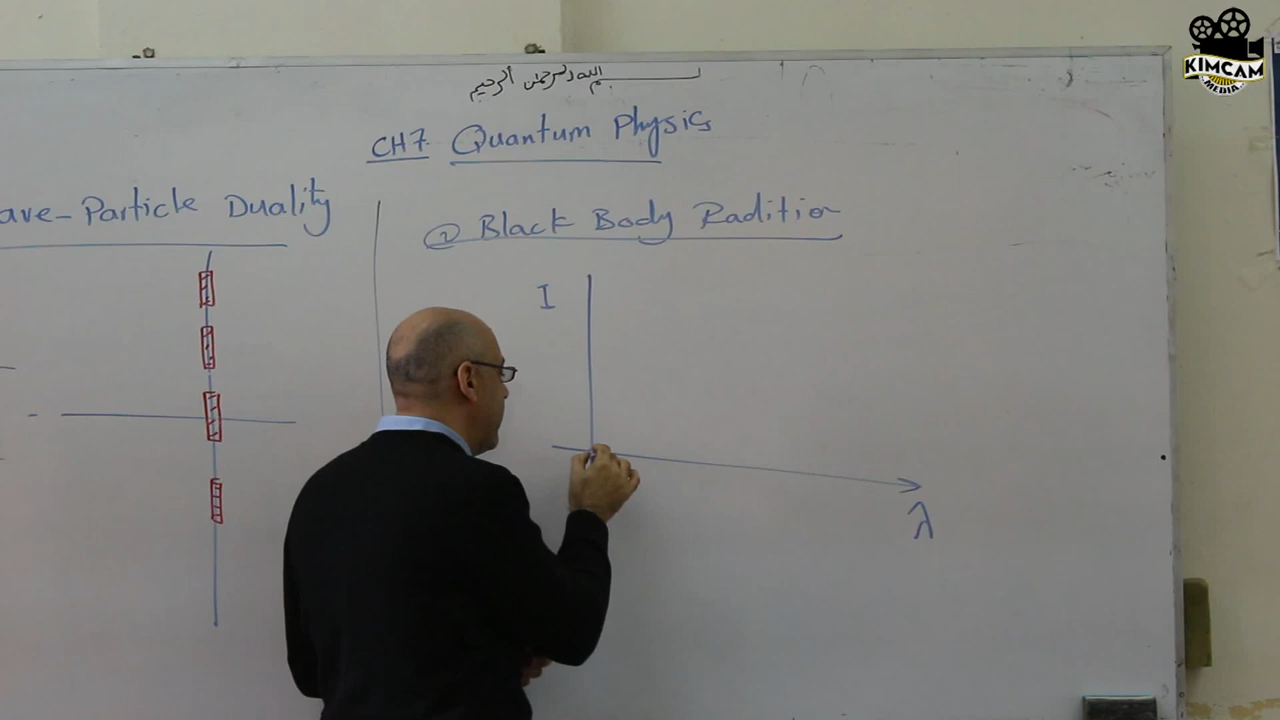 بسم الله الرحمن الرحيم
CH7. Quantum Physics
ave-Particle Duality
② Black Body Radition
I
λ
KIMCAM
MEDIA